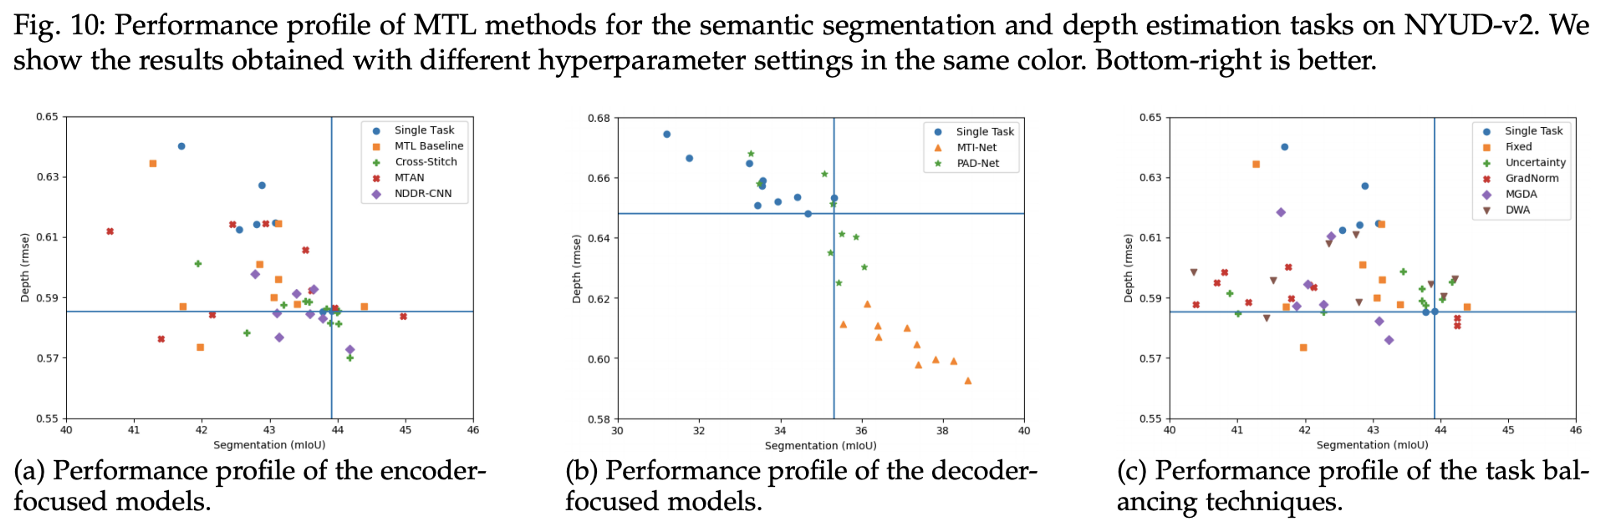 Fig. 10: Performance profile of MTL methods for the semantic segmentation and depth estimation tasks on NYUD-v2. We
show the results obtained with different hyperparameter settings in the same color. Bottom-right is better.
0.65
0.63
0.61
0.59
0.57
0.55
Depth (rmse)
40 41 42 43 44 45 46
Segmentation (mIoU)
Single Task
MTL Baseline
Cross-Stitch
MTAN
NDDR-CNN
(a) Performance profile of the encoder-
focused models.
0.68
0.66
0.64
0.62
0.60
0.58
Depth (rmse)
30 32 34 36 38 40
Segmentation (mIoU)
Single Task
MTI-Net
PAD-Net
(b) Performance profile of the decoder-
focused models.
0.65
0.63
0.61
0.59
0.57
0.55
Depth (rmse)
40 41 42 43 44 45 46
Segmentation (mIoU)
Single Task
Fixed
Uncertainty
GradNorm
MGDA
DWA
(c) Performance profile of the task bal-
ancing techniques.